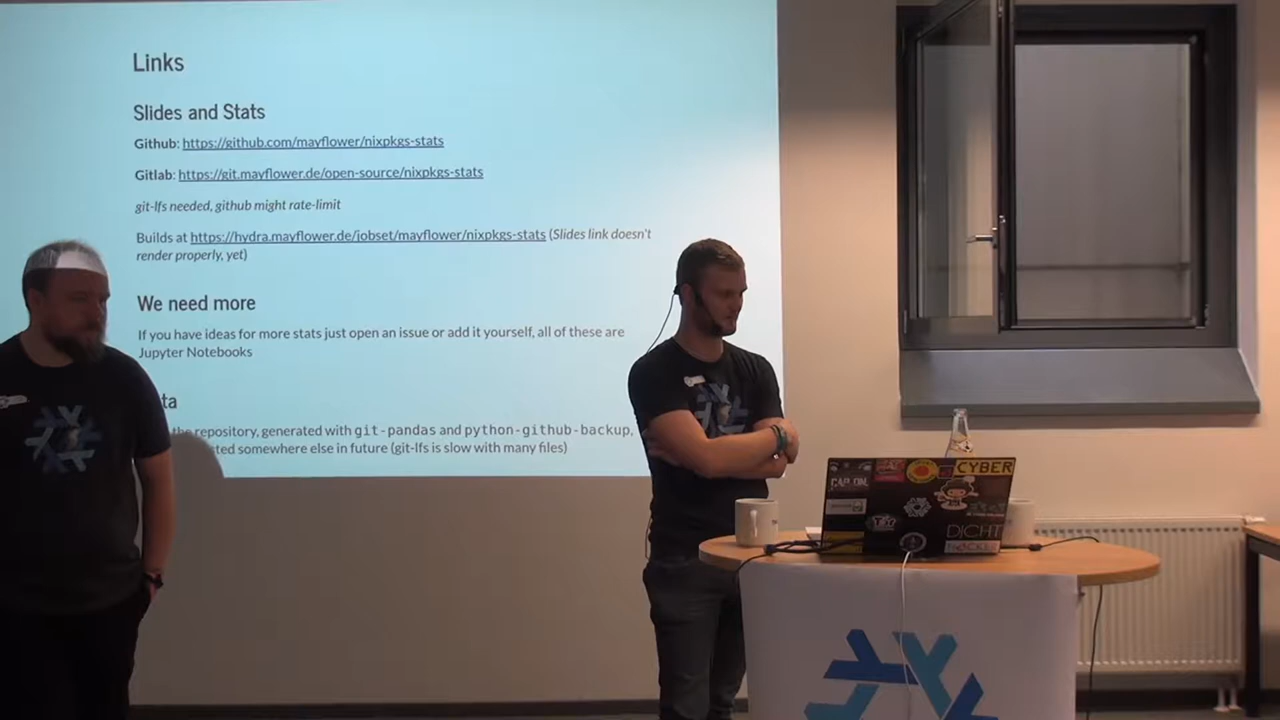 Links
Slides and Stats
Github: https://github.com/mayflower/nixpkgs-stats
Gitlab: https://git.mayflower.de/open-source/nixpkgs-stats
git-lfs needed, github might rate-limit
Builds at https://hydra.mayflower.de/jobset/mayflower/nixpkgs-stats (Slides link doesn't
render properly, yet)
We need more
If you have ideas for more stats just open an issue or add it yourself, all of these are
Jupyter Notebooks
ta
the repository, generated with git-pandas and python-github-backup,
ted somewhere else in future (git-lfs is slow with many files)
CYBER
DICHT